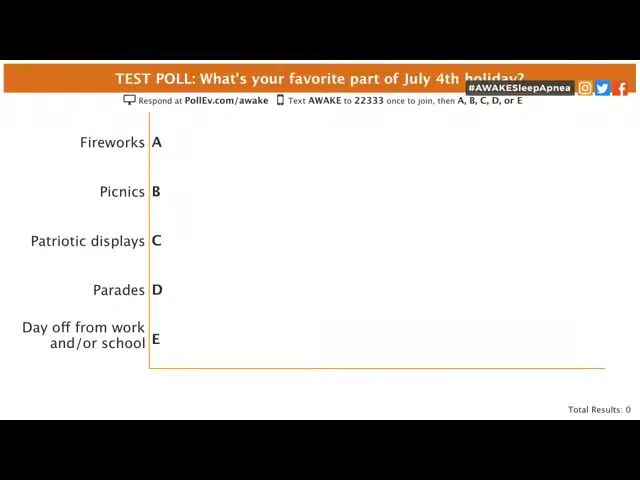 TEST POLL: What's your favorite part of July 4th holiday?
#AWAKESleepApnea
Respond at PollEv.com/awake Text AWAKE to 22333 once to join, then A, B, C, D, or E
Fireworks A
Picnics B
Patriotic displays C
Parades D
Day off from work
and/or school E
Total Results: 0